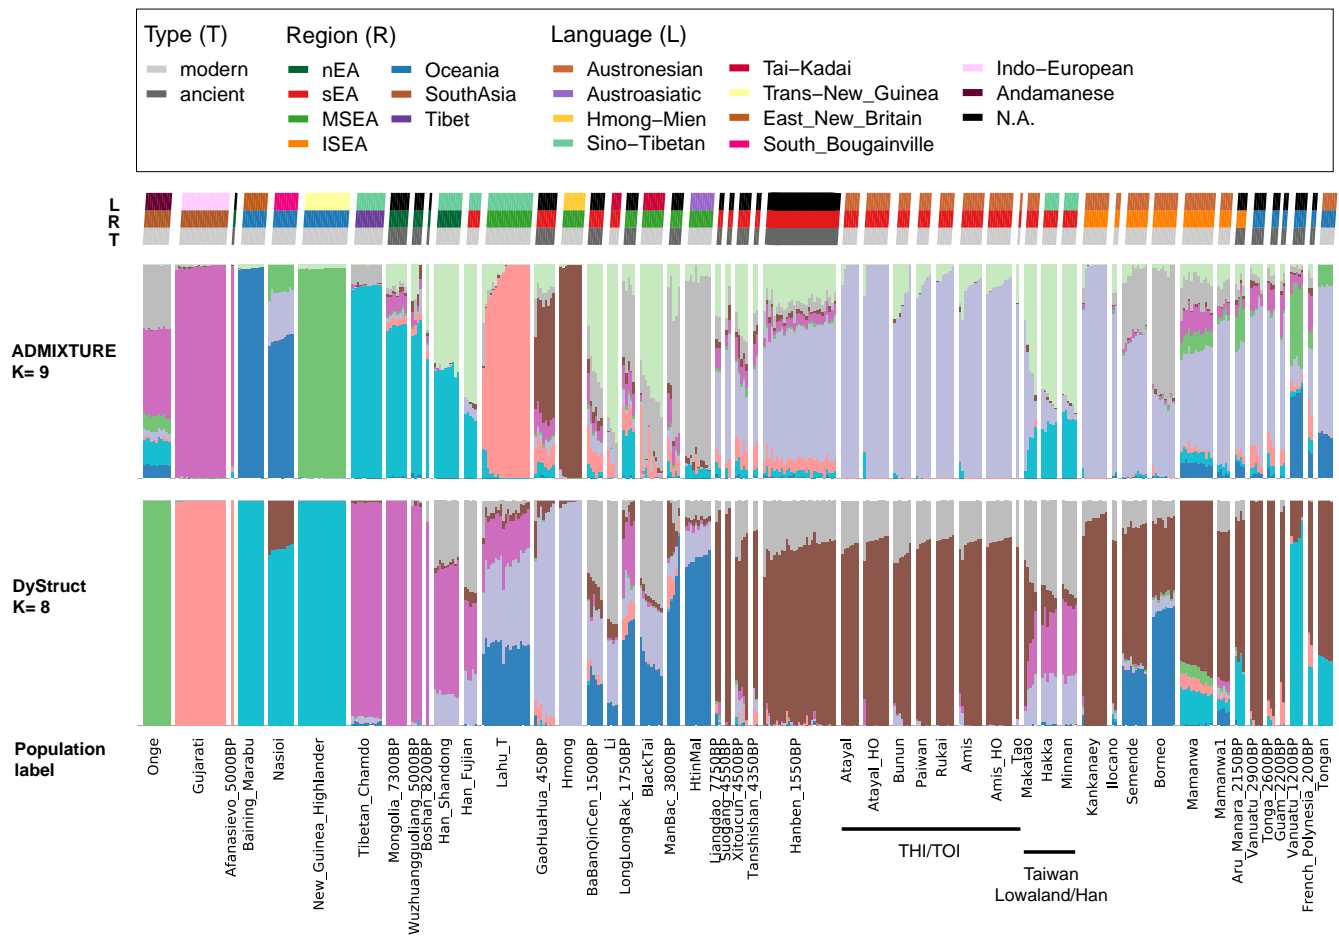 Type (T)
Region (R)
Language (L)
modern
ancient
nEA
sEA
MSEA
ISEA
Oceania
SouthAsia
Tibet
Austronesian
Austroasiatic
Hmong−Mien
Sino−Tibetan
Tai−Kadai
Trans−New_Guinea
East_New_Britain
South_Bougainville
Indo−European
Andamanese
N.A.
L
R
T
ADMIXTURE
K= 9
DyStruct
K= 8
Population
label
Onge
Gujarati
Afanasievo_5000BP
Baining_Marabu
Nasioi
New_Guinea_Highlander
Tibetan_Chamdo
Mongolia_7300BP
Wuzhuangguoliang_5000BP
Boshan_8200BP
Han_Shandong
Han_Fujian
Lahu_T
GaoHuaHua_450BP
Hmong
BaBanQinCen_1500BP
Li
LongLongRak_1750BP
BlackTai
ManBac_3800BP
HtinMal
Liangdao_7750BP
Suogang_4550BP
Xitoucun_4500BP
Tanshishan_4350BP
Hanben_1550BP
Atayal
Atayal_HO
Bunun
Paiwan
Rukai
Amis
Amis_HO
Tao
Makatao
Hakka
Minnan
Kankanaey
Ilocano
Semende
Borneo
Mamanwa
Mamanwa1
Aru_Manara_2150BP
Vanuatu_2900BP
Tonga_2600BP
Guam_2200BP
Vanuatu_1200BP
French_Polynesia_200BP
Tongan
THI/TOI
Taiwan
Lowaland/Han